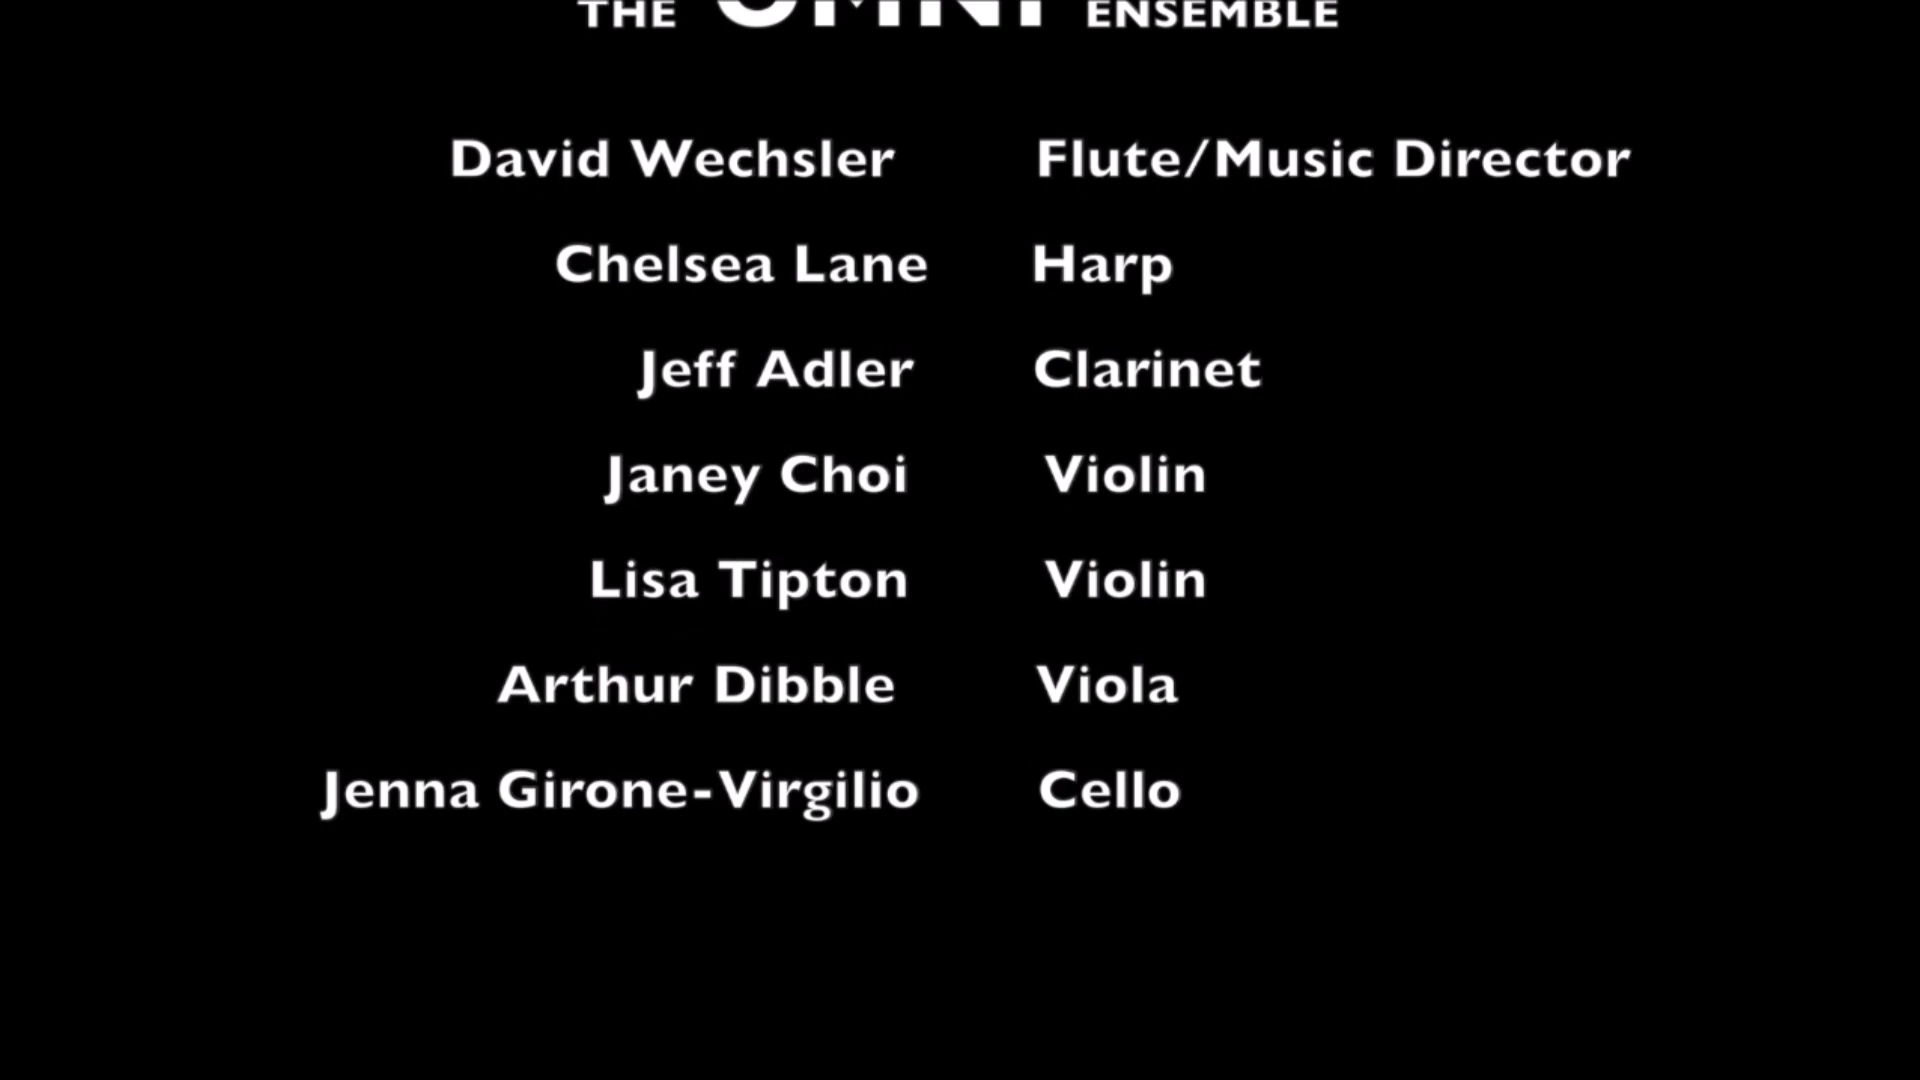 THE OMNI ENSEMBLE
David Wechsler Flute/Music Director
Chelsea Lane Harp
Jeff Adler Clarinet
Janey Choi Violin
Lisa Tipton Violin
Arthur Dibble Viola
Jenna Girone-Virgilio Cello